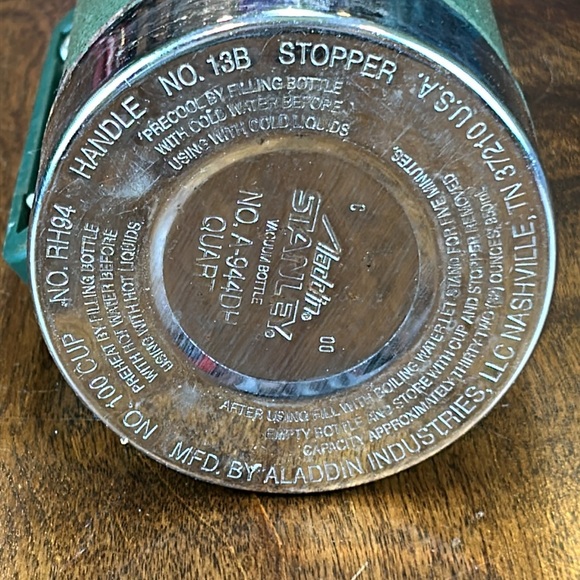 NO. 100 CUP NO. RH94 HANDLE NO. 13B STOPPER
MFD. BY ALADDIN INDUSTRIES, LLC NASHVILLE, TN 37210 U.S.A.
PREHEAT BY FILLING BOTTLE
WITH HOT WATER BEFORE
USING WITH HOT LIQUIDS
*PRECOOL BY FILLING BOTTLE
WITH COLD WATER BEFORE
USING WITH COLD LIQUIDS
AFTER USING FILL WITH BOILING WATER LET STAND FOR FIVE MINUTES.
EMPTY BOTTLE AND STORE WITH CUP AND STOPPER REMOVED
CAPACITY APPROXIMATELY THIRTY TWO (32) OUNCES
Aladdin
STANLEY
VACUUM BOTTLE
NO. A-944DH
QUART
C
00